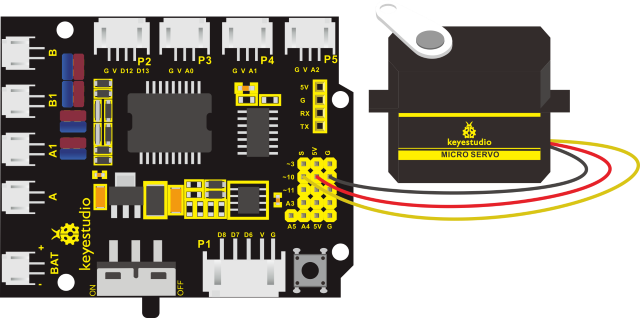 P2
P3
P4
P5
G V D12 D13
G V A0
G V A1
G V A2
B
B1
A1
A
5V
G
RX
TX
S 5V G
~3
~10
~11
A3
A5 A4 5V G
keyestudio
+
BAT
-
ON
OFF
P1
D8 D7 D6 V G
keyestudio
MICRO SERVO